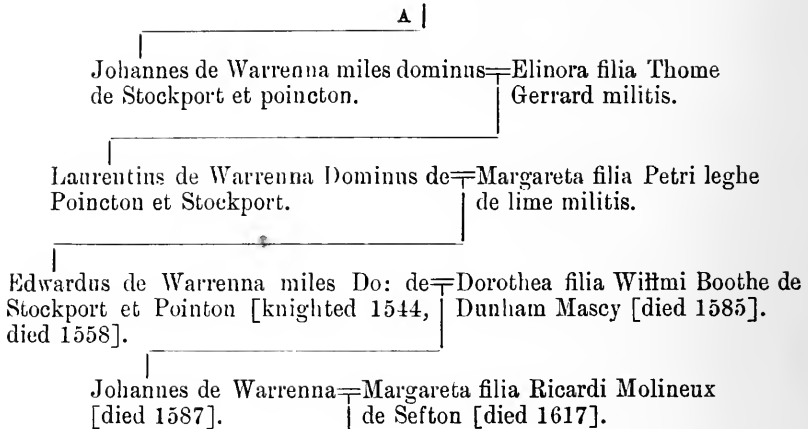 A
Johannes de Warrenna miles dominus
de Stockport et poincton.
Elinora filia Thome
Gerrard militis.
Laurentius de Warrenna Dominus de
Poincton et Stockport.
Margareta filia Petri leghe
de lime militis.
Edwardus de Warrenna miles Do: de
Stockport et Pointon [knighted 1544,
died 1558].
Dorothea filia Willmi Boothe de
Dunham Mascy [died 1585].
Johannes de Warrenna
[died 1587].
Margareta filia Ricardi Molineux
de Sefton [died 1617].